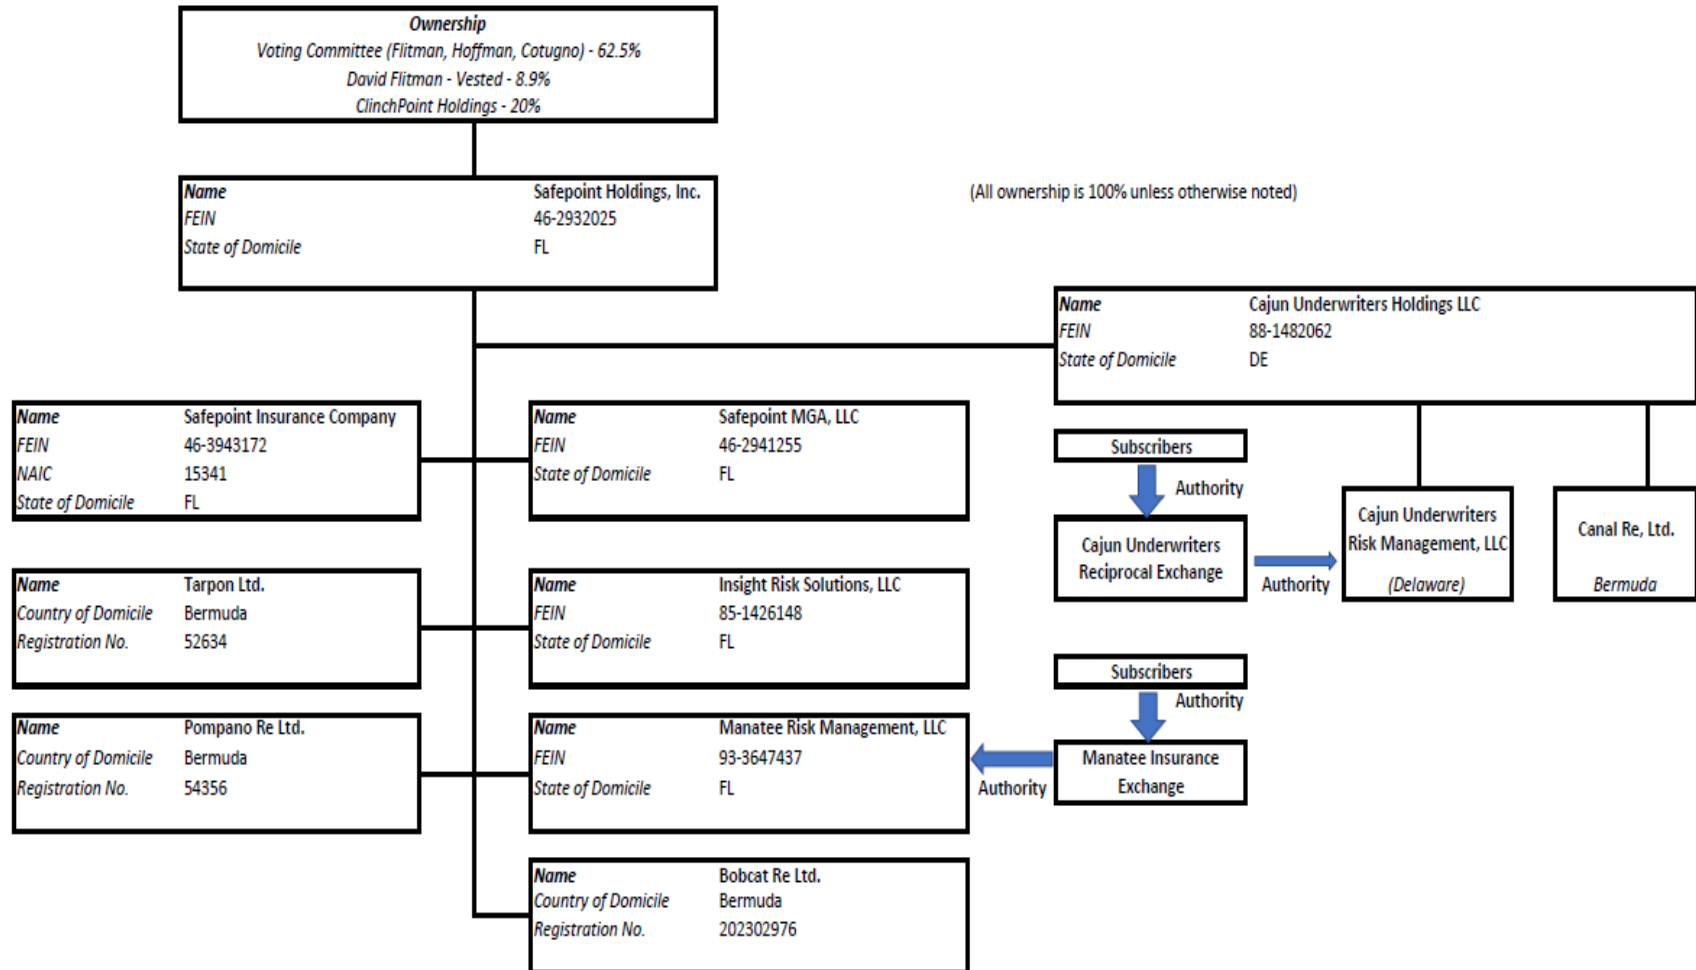 Ownership
Voting Committee (Flitman, Hoffman, Cotugno) - 62.5%
David Flitman - Vested - 8.9%
ClinchPoint Holdings - 20%
Name Safepoint Holdings, Inc.
FEIN 46-2932025
State of Domicile FL
(All ownership is 100% unless otherwise noted)
Name Cajun Underwriters Holdings LLC
FEIN 88-1482062
State of Domicile DE
Name Safepoint Insurance Company
FEIN 46-3943172
NAIC 15341
State of Domicile FL
Name Safepoint MGA, LLC
FEIN 46-2941255
State of Domicile FL
Subscribers
Authority
Cajun Underwriters
Reciprocal Exchange
Authority
Cajun Underwriters
Risk Management, LLC
(Delaware)
Canal Re, Ltd.
Bermuda
Name Tarpon Ltd.
Country of Domicile Bermuda
Registration No. 52634
Name Insight Risk Solutions, LLC
FEIN 85-1426148
State of Domicile FL
Subscribers
Authority
Name Pompano Re Ltd.
Country of Domicile Bermuda
Registration No. 54356
Name Manatee Risk Management, LLC
FEIN 93-3647437
State of Domicile FL
Authority
Manatee Insurance
Exchange
Name Bobcat Re Ltd.
Country of Domicile Bermuda
Registration No. 202302976